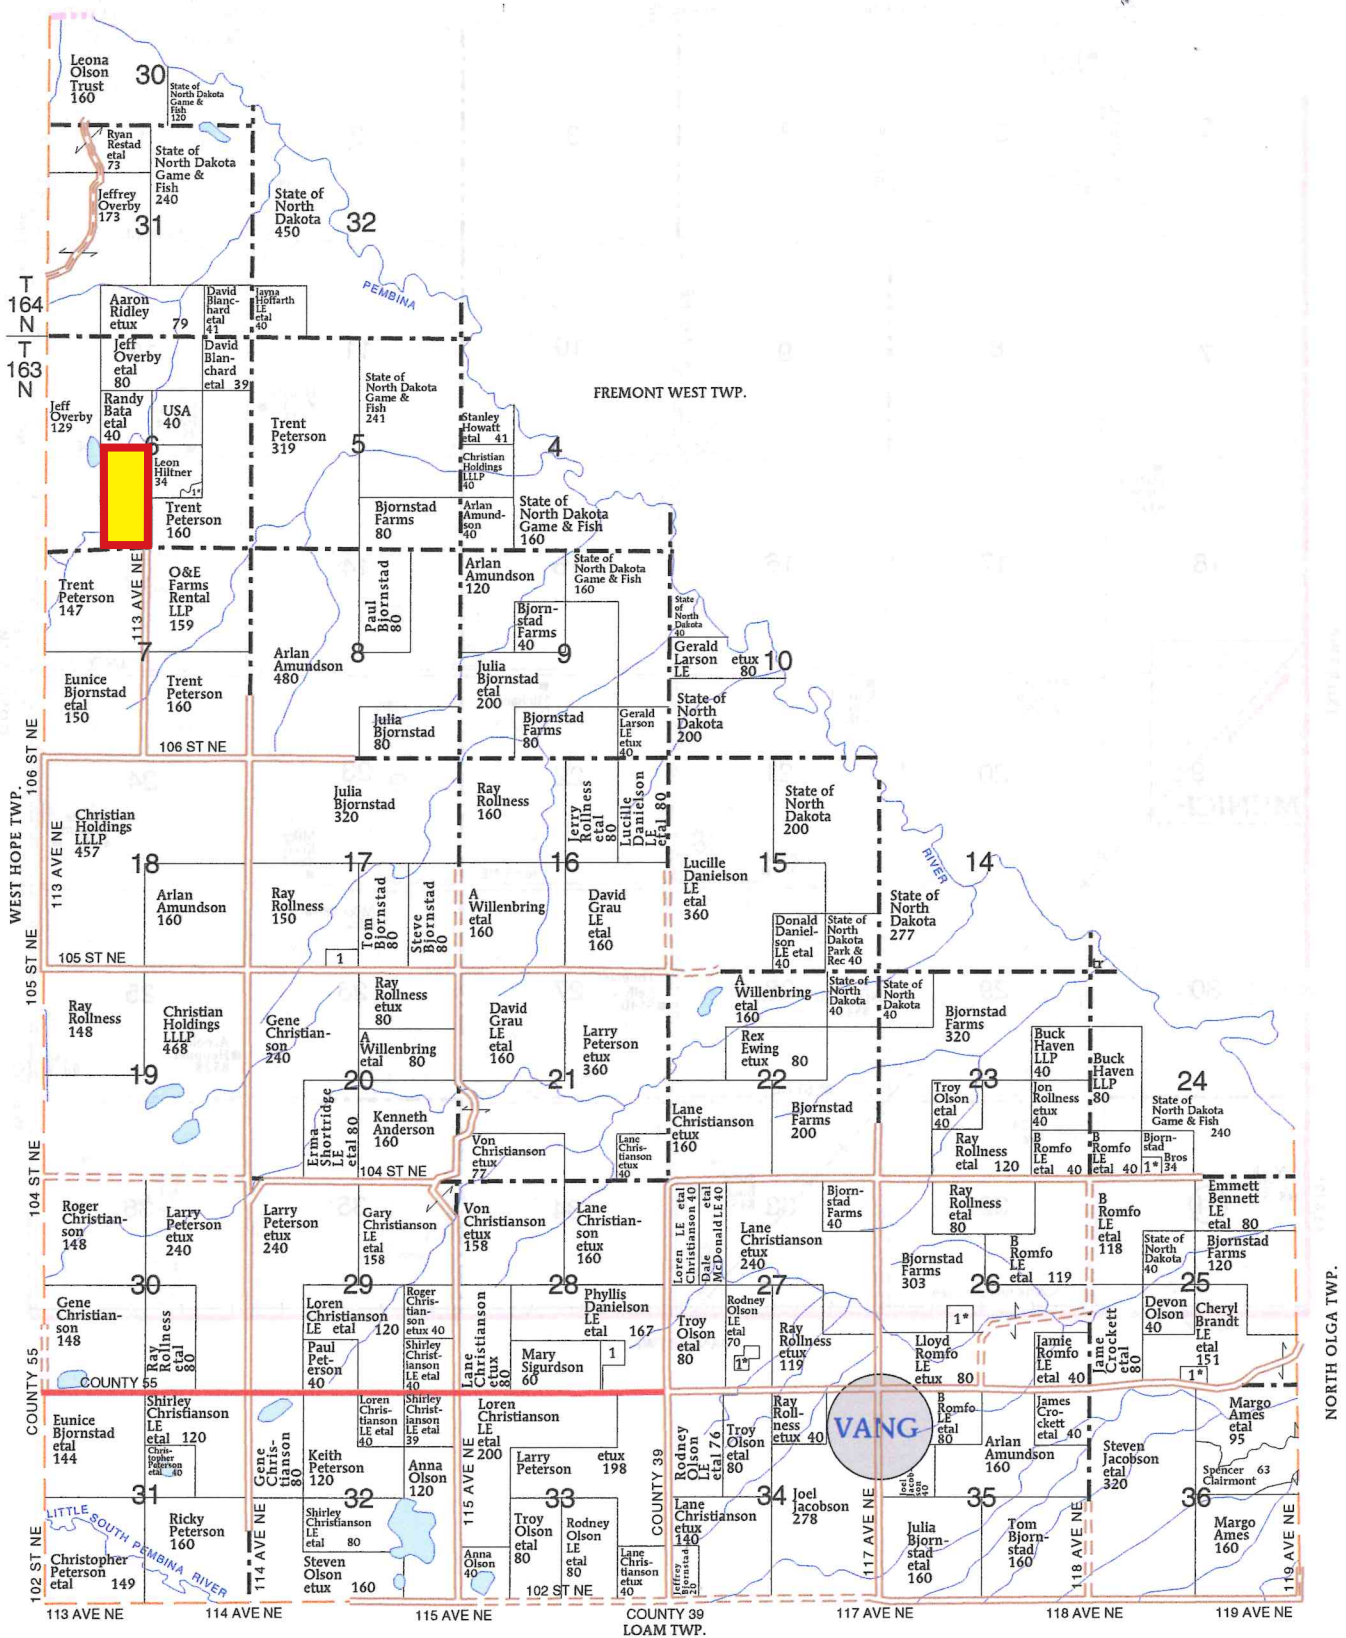 Leona
Olson
Trust
160
30
State of
North Dakota
Game &
Fish
120
Ryan
Restad
etal
73
State of
North Dakota
Game &
Fish
240
Jeffrey
Overby
173
31
State of
North
Dakota
450
32
PEMBINA
T
164
N
Aaron
Ridley
etux 79
David
Blanc-
hard
etal
41
Jayna
Hoffarth
LE
etal
40
T
163
N
Jeff
Overby
etal
80
David
Blan-
chard
etal 39
Jeff
Overby
129
Randy
Bata
etal
40
USA
40
6
Leon
Hiltner
34
1*
Trent
Peterson
160
Trent
Peterson
319
5
State of
North Dakota
Game &
Fish
241
FREMONT WEST TWP.
Stanley
Howatt
etal 41
4
Christian
Holdings
LLLP
40
Bjornstad
Farms
80
Arlan
Amund-
son
40
State of
North Dakota
Game & Fish
160
Trent
Peterson
147
113 AVE NE
O&E
Farms
Rental
LLP
159
7
Eunice
Bjornstad
etal
150
Trent
Peterson
160
Arlan
Amundson
480
Paul
Bjornstad
80
8
Julia
Bjornstad
80
Arlan
Amundson
120
State of
North Dakota
Game & Fish
160
Bjorn-
stad
Farms
40
9
Julia
Bjornstad
etal
200
Bjornstad
Farms
80
Gerald
Larson
LE
etux
40
State
of
North
Dakota
40
Gerald
Larson etux
LE 80
10
State of
North
Dakota
200
106 ST NE
106 ST NE
WEST HOPE TWP.
Christian
Holdings
LLLP
457
113 AVE NE
18
Arlan
Amundson
160
105 ST NE
105 ST NE
Julia
Bjornstad
320
17
Ray
Rollness
150
Tom
Bjornstad
80
Steve
Bjornstad
80
1
Ray
Rollness
160
Jerry
Rollness
etal
80
Lucille
Danielson
LE
etal 80
16
A
Willenbring
etal
160
David
Grau
LE
etal
160
State of
North
Dakota
200
15
Lucille
Danielson
LE
etal
360
Donald
Daniel-
son
LE etal
40
State of
North
Dakota
Park &
Rec 40
RIVER
14
State of
North
Dakota
277
tr
Ray
Rollness
148
Christian
Holdings
LLLP
468
19
Gene
Christian-
son
240
Ray
Rollness
etux
80
A
Willenbring
etal 80
20
Erma
Shortridge
LE
etal 80
Kenneth
Anderson
160
104 ST NE
104 ST NE
David
Grau
LE
etal
160
Larry
Peterson
etux
360
21
Von
Christianson
etux
77
Lane
Chris-
tianson
etux
40
A
Willenbring
etal
160
State of
North
Dakota
40
State of
North
Dakota
40
Rex
Ewing
etux 80
22
Lane
Christianson
etux
160
Bjornstad
Farms
200
Bjornstad
Farms
320
Buck
Haven
LLP
40
23
Buck
Haven
LLP
80
24
Troy
Olson
etal
40
Jon
Rollness
etux
40
State of
North Dakota
Game & Fish
240
Ray
Rollness
etal 120
B
Romfo
LE
etal 40
B
Romfo
LE
etal 40
Bjorn-
stad
Bros
34
1*
Roger
Christian-
son
148
Larry
Peterson
etux
240
30
Gene
Christian-
son
148
Ray
Rollness
etal
80
COUNTY 55
COUNTY 55
Larry
Peterson
etux
240
Gary
Christianson
LE
etal
158
29
Loren
Christianson
LE etal 120
Roger
Chris-
tian-
son
etux 40
Paul
Pet-
erson
40
Shirley
Christ-
ianson
LE etal
40
Von
Christianson
etux
158
Lane
Christian-
son
etux
160
28
Lane
Christianson
etux
80
Phyllis
Danielson
LE
etal 167
Mary
Sigurdson
60
1
Loren LE etal
Christianson 40
Dale etal
McDonald LE 40
Lane
Christianson
etux
240
Bjorn-
stad
Farms
40
27
Troy
Olson
etal
80
Rodney
Olson
LE
etal
70
1*
Ray
Rollness
etux
119
Ray
Rollness
etal
80
Bjornstad
Farms
303
B
Romfo
LE
etal 119
26
1*
Lloyd
Romfo
LE
etux 80
Jamie
Romfo
LE
etal 40
B
Romfo
LE
etal
118
Emmett
Bennett
LE
etal 80
State of
North
Dakota
40
Bjornstad
Farms
120
25
Devon
Olson
40
Cheryl
Brandt
LE
etal
151
1*
James
Crockett
etal
80
NORTH OLGA TWP.
Eunice
Bjornstad
etal
144
Shirley
Christianson
LE
etal 120
Chris-
topher
Peterson
etal 40
31
LITTLE SOUTH PEMBINA RIVER
Ricky
Peterson
160
Christopher
Peterson
etal 149
102 ST NE
Gene
Chris-
tianson
80
Keith
Peterson
120
Loren
Chris-
tianson
LE
etal
40
Shirley
Christ-
ianson
LE etal
39
Anna
Olson
120
32
Shirley
Christianson
LE
etal 80
Steven
Olson
etux 160
114 AVE NE
115 AVE NE
Loren
Christianson
LE
etal
200
Larry etux
Peterson 198
33
Troy
Olson
etal
80
Rodney
Olson
LE
etal
80
Anna
Olson
40
Lane
Chris-
tianson
etux
40
102 ST NE
COUNTY 39
Rodney
Olson
LE
etal 76
Troy
Olson
etal
80
Ray
Roll-
ness
etux 40
VANG
34
Lane
Christianson
etux
140
Joel
Jacobson
278
Jeffrey
Bjornstad
20
117 AVE NE
B
Romfo
LE
etal
80
James
Cro-
ckett
etal 40
Arlan
Amundson
160
Joel
Jacob-
son
40
35
Julia
Bjorn-
stad
etal
160
Tom
Bjorn-
stad
160
118 AVE NE
Steven
Jacobson
etux
320
Margo
Ames
etal
95
Spencer 63
Clairmont
36
Margo
Ames
160
119 AVE NE
113 AVE NE
114 AVE NE
115 AVE NE
COUNTY 39
117 AVE NE
118 AVE NE
119 AVE NE
LOAM TWP.